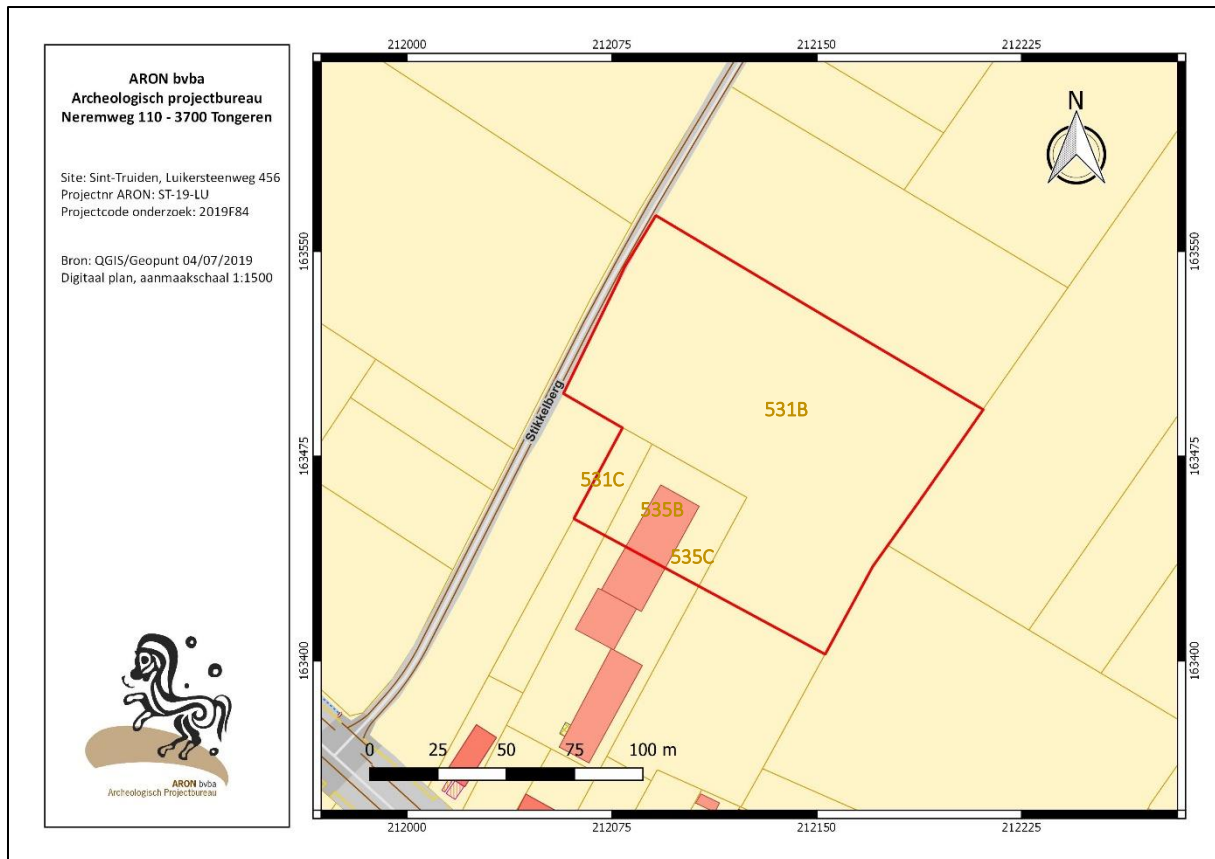 ARON bvba
Archeologisch projectbureau
Neremweg 110 - 3700 Tongeren
Site: Sint-Truiden, Luikersteenweg 456
Projectnr ARON: ST-19-LU
Projectcode onderzoek: 2019F84
Bron: QGIS/Geopunt 04/07/2019
Digitaal plan, aanmaakschaal 1:1500
ARON bvba
Archeologisch Projectbureau
212000 212075 212150 212225
N
163550 163550
531B
Stikkelberg
163475 163475
531C
535B
535C
163400 163400
0 25 50 75 100 m
212000 212075 212150 212225